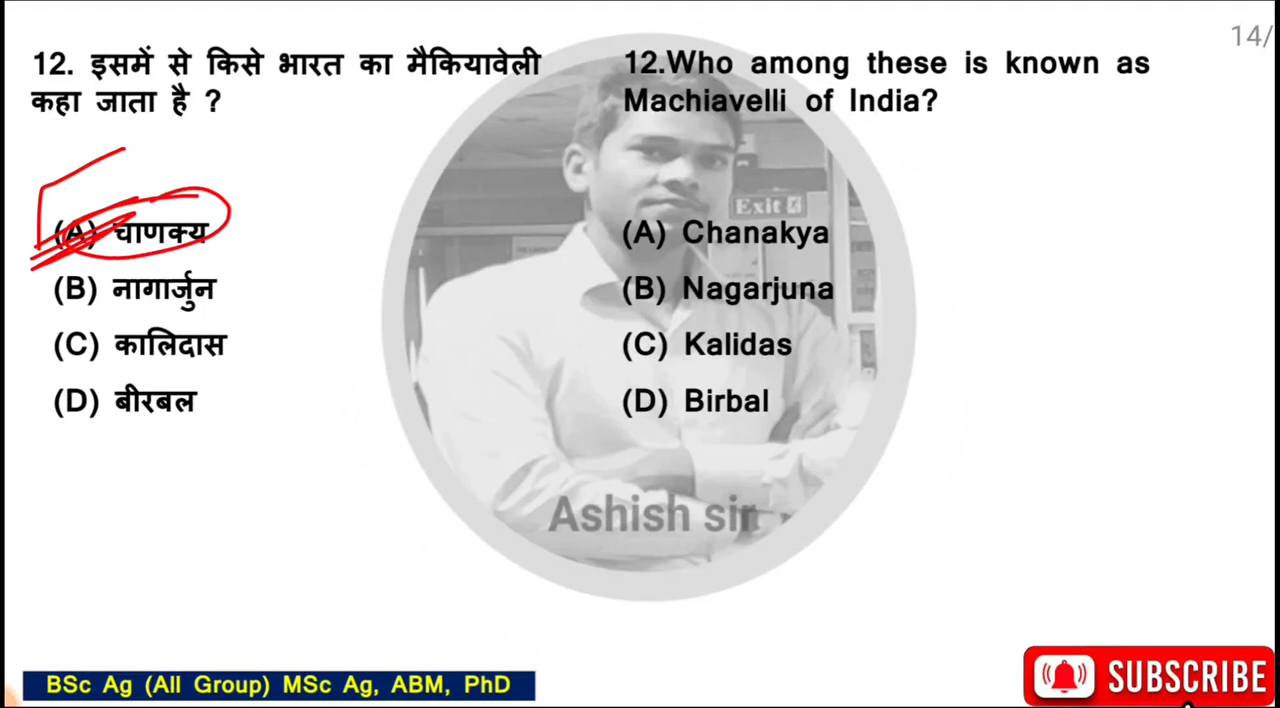 14/
12. इसमें से किसे भारत का मैकियावेली
कहा जाता है ?
(A) चाणक्य
(B) नागार्जुन
(C) कालिदास
(D) बीरबल
12.Who among these is known as
Machiavelli of India?
(A) Chanakya
(B) Nagarjuna
(C) Kalidas
(D) Birbal
Exit
Ashish sir
BSc Ag (All Group) MSc Ag, ABM, PhD
SUBSCRIBE